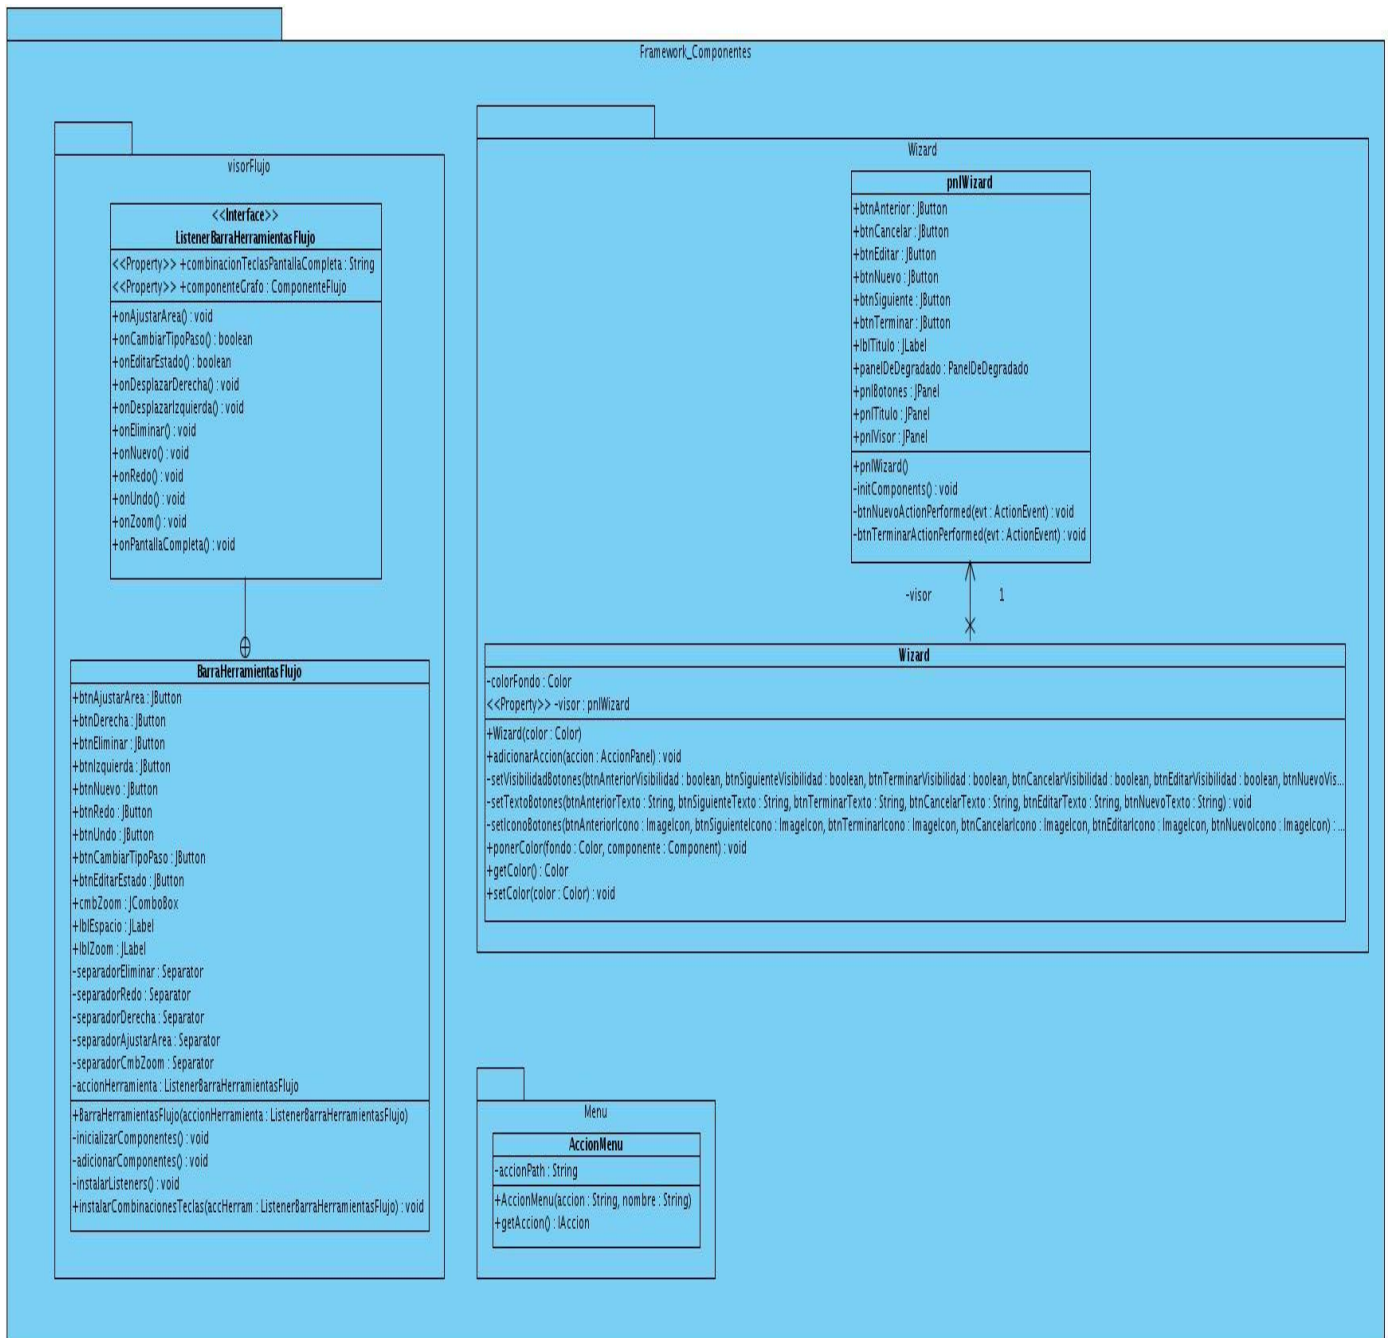 Framework_Componentes
visorFlujo
<<Interface>>
ListenerBarraHerramientasFlujo
<<Property>> +combinacionTeclasPantallaCompleta : String
<<Property>> +componenteGrafo : ComponenteFlujo
+onAjustarArea() : void
+onCambiarTipoPaso() : boolean
+onEditarEstado() : boolean
+onDesplazarDerecha() : void
+onDesplazarIzquierda() : void
+onEliminar() : void
+onNuevo() : void
+onRedo() : void
+onUndo() : void
+onZoom() : void
+onPantallaCompleta() : void
BarraHerramientasFlujo
+btnAjustarArea : JButton
+btnDerecha : JButton
+btnEliminar : JButton
+btnIzquierda : JButton
+btnNuevo : JButton
+btnRedo : JButton
+btnUndo : JButton
+btnCambiarTipoPaso : JButton
+btnEditarEstado : JButton
+cmbZoom : JComboBox
+lblEspacio : JLabel
+lblZoom : JLabel
-separadorEliminar : Separator
-separadorRedo : Separator
-separadorDerecha : Separator
-separadorAjustarArea : Separator
-separadorCmbZoom : Separator
-accionHerramienta : ListenerBarraHerramientasFlujo
+BarraHerramientasFlujo(accionHerramienta : ListenerBarraHerramientasFlujo)
-inicializarComponentes() : void
-adicionarComponentes() : void
-instalarListeners() : void
+instalarCombinacionesTeclas(accHerram : ListenerBarraHerramientasFlujo) : void
Wizard
pnlWizard
+btnAnterior : JButton
+btnCancelar : JButton
+btnEditar : JButton
+btnNuevo : JButton
+btnSiguiente : JButton
+btnTerminar : JButton
+lblTitulo : JLabel
+panelDeDegradado : PanelDeDegradado
+pnlBotones : JPanel
+pnlTitulo : JPanel
+pnlVisor : JPanel
+pnlWizard()
-initComponents() : void
-btnNuevoActionPerformed(evt : ActionEvent) : void
-btnTerminarActionPerformed(evt : ActionEvent) : void
-visor 1
Wizard
-colorFondo : Color
<<Property>> -visor : pnlWizard
+Wizard(color : Color)
+adicionarAccion(accion : AccionPanel) : void
-setVisibilidadBotones(btnAnteriorVisibilidad : boolean, btnSiguienteVisibilidad : boolean, btnTerminarVisibilidad : boolean, btnCancelarVisibilidad : boolean, btnEditarVisibilidad : boolean, btnNuevoVis...
-setTextoBotones(btnAnteriorTexto : String, btnSiguienteTexto : String, btnTerminarTexto : String, btnCancelarTexto : String, btnEditarTexto : String, btnNuevoTexto : String) : void
-setIconoBotones(btnAnteriorIcono : ImageIcon, btnSiguienteIcono : ImageIcon, btnTerminarIcono : ImageIcon, btnCancelarIcono : ImageIcon, btnEditarIcono : ImageIcon, btnNuevoIcono : ImageIcon) : ...
+ponerColor(fondo : Color, componente : Component) : void
+getColor() : Color
+setColor(color : Color) : void
Menu
AccionMenu
-accionPath : String
+AccionMenu(accion : String, nombre : String)
+getAccion() : IAccion